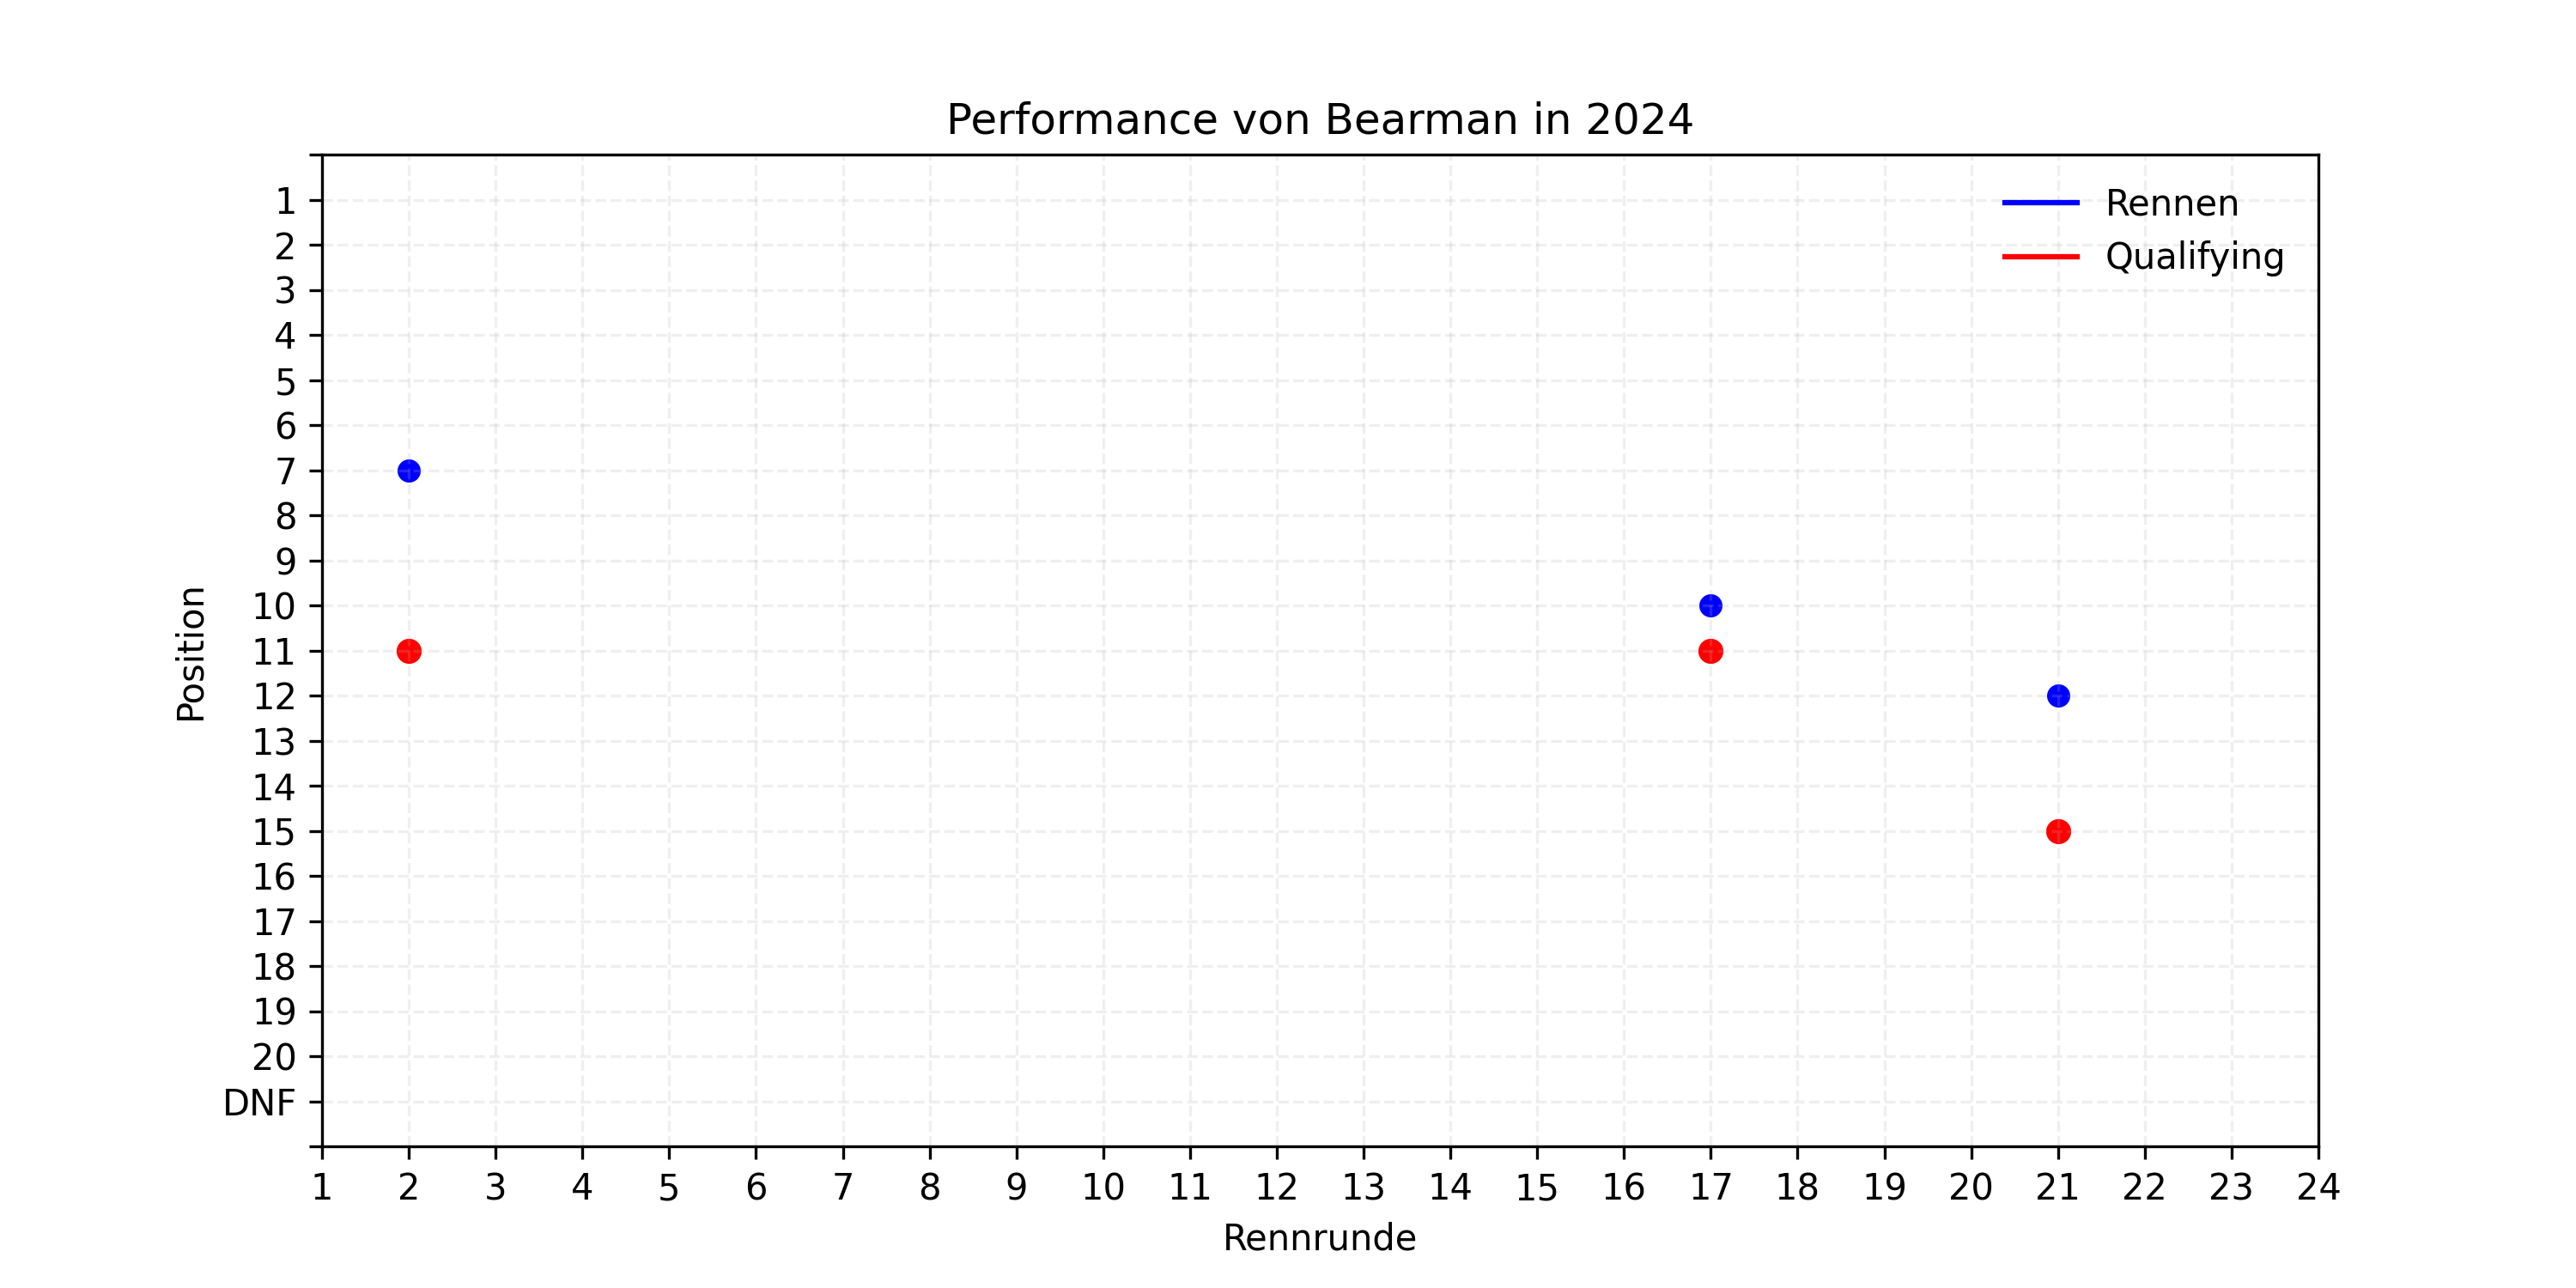 Performance von Bearman in 2024
Rennen
Qualifying
Position
1
2
3
4
5
6
7
8
9
10
11
12
13
14
15
16
17
18
19
20
DNF
1 2 3 4 5 6 7 8 9 10 11 12 13 14 15 16 17 18 19 20 21 22 23 24
Rennrunde